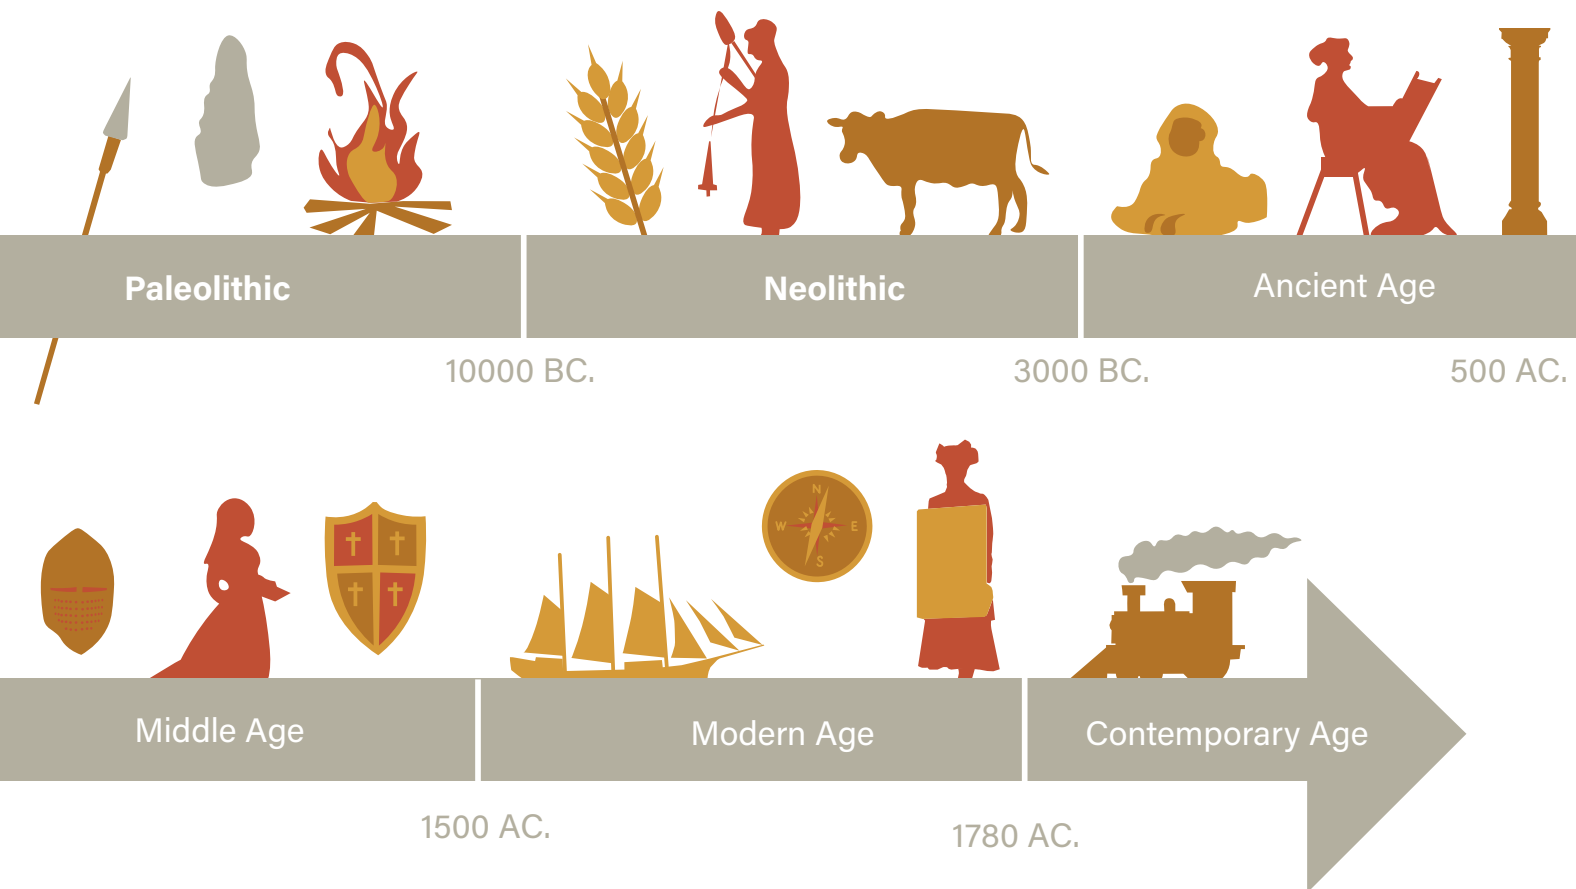 Paleolithic
Neolithic
Ancient Age
10000 BC.
3000 BC.
500 AC.
N
W E
S
Middle Age
Modern Age
Contemporary Age
1500 AC.
1780 AC.